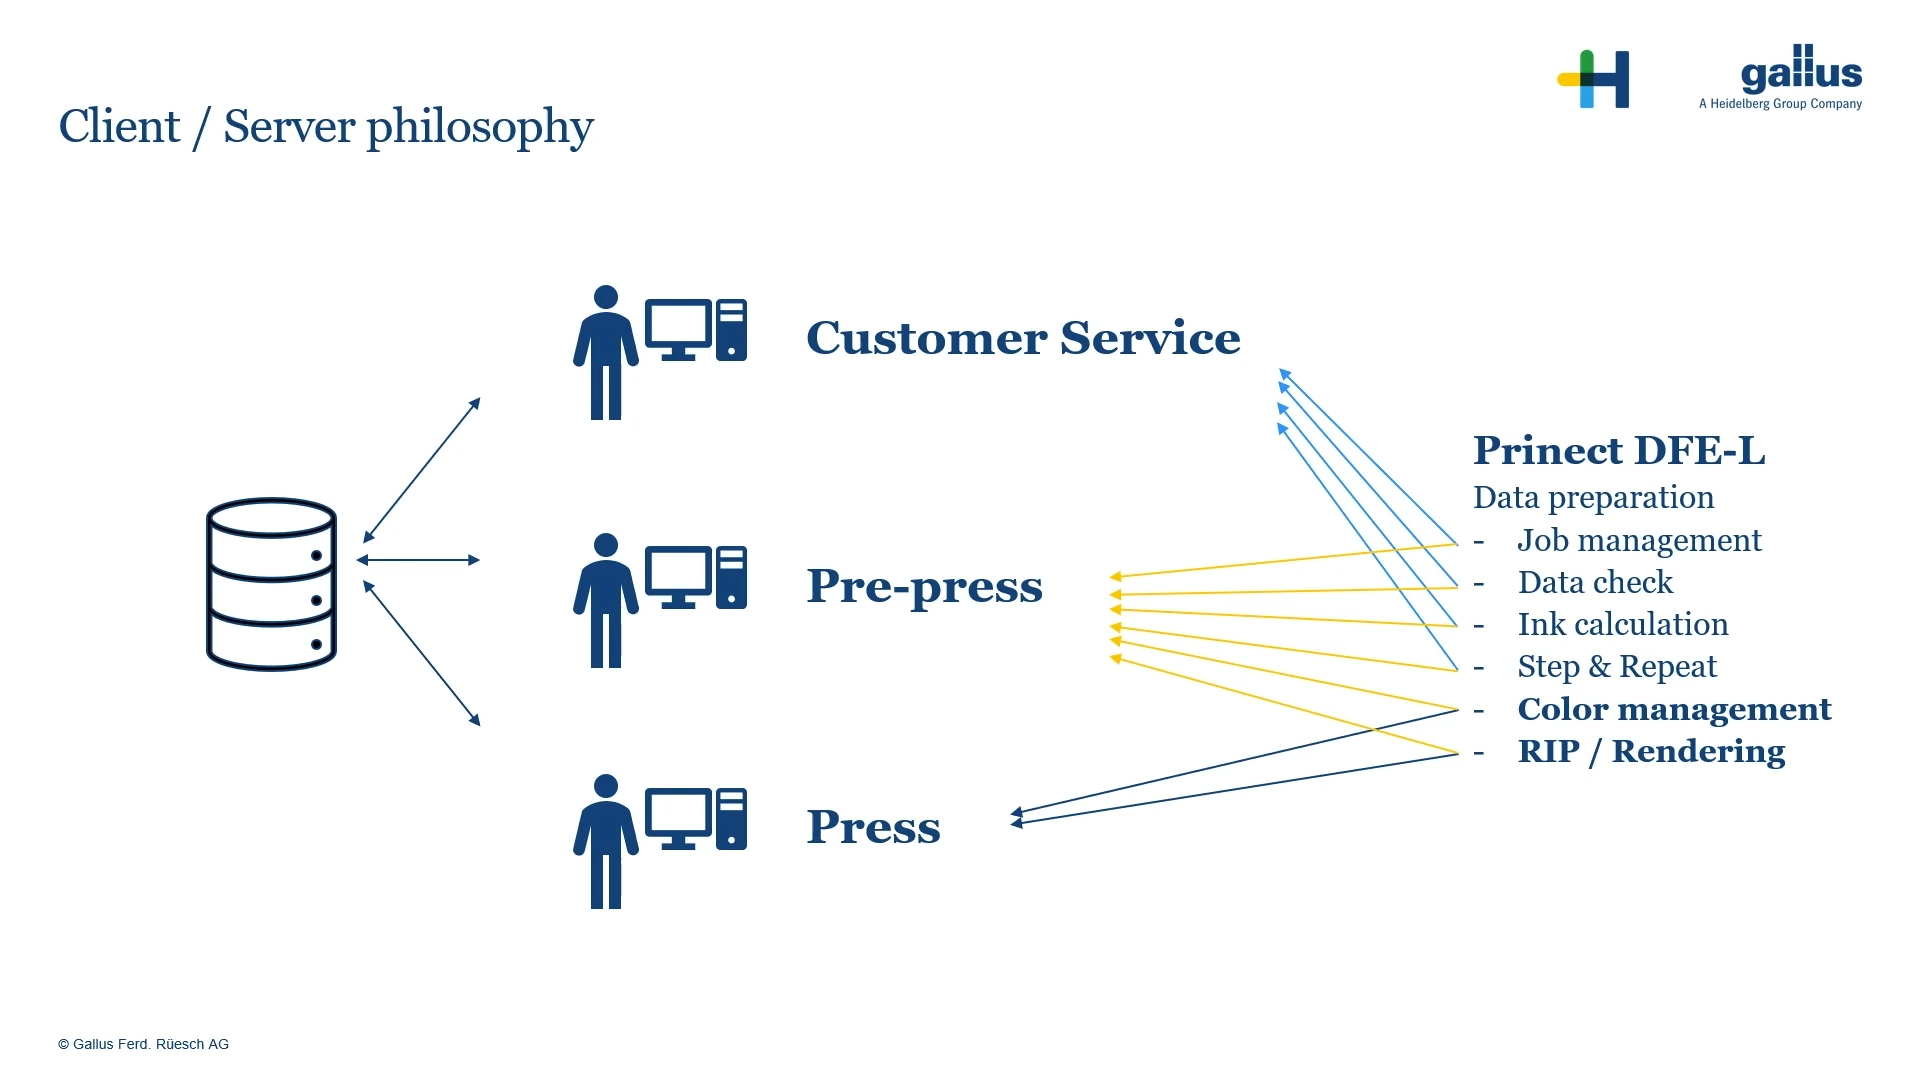 gallus
A Heidelberg Group Company
Client / Server philosophy
Customer Service
Prinect DFE-L
Data preparation
- Job management
- Data check
- Ink calculation
- Step & Repeat
- Color management
- RIP / Rendering
Pre-press
Press
© Gallus Ferd. Rüesch AG